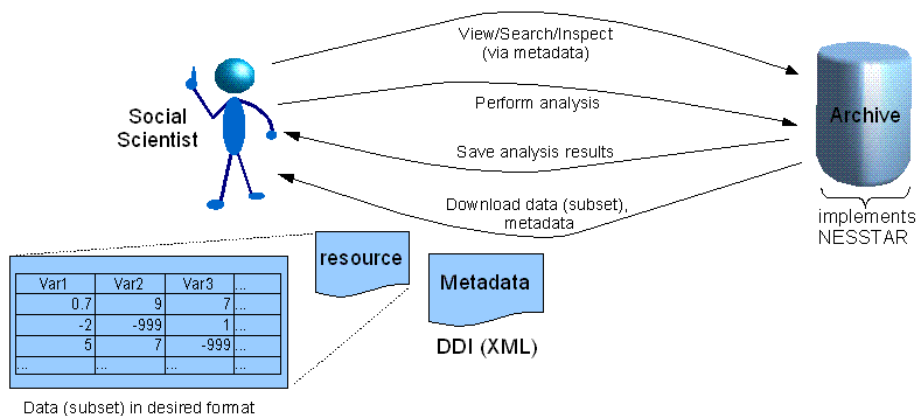 View/Search/Inspect
(via metadata)
Social
Scientist
Perform analysis
Archive
Save analysis results
Download data (subset),
metadata
implements
NESSTAR
resource
Metadata
DDI (XML)
Var1 Var2 Var3 ...
0.7 9 7 ...
-2 -999 1 ...
5 7 -999 ...
... ... ... ...
Data (subset) in desired format